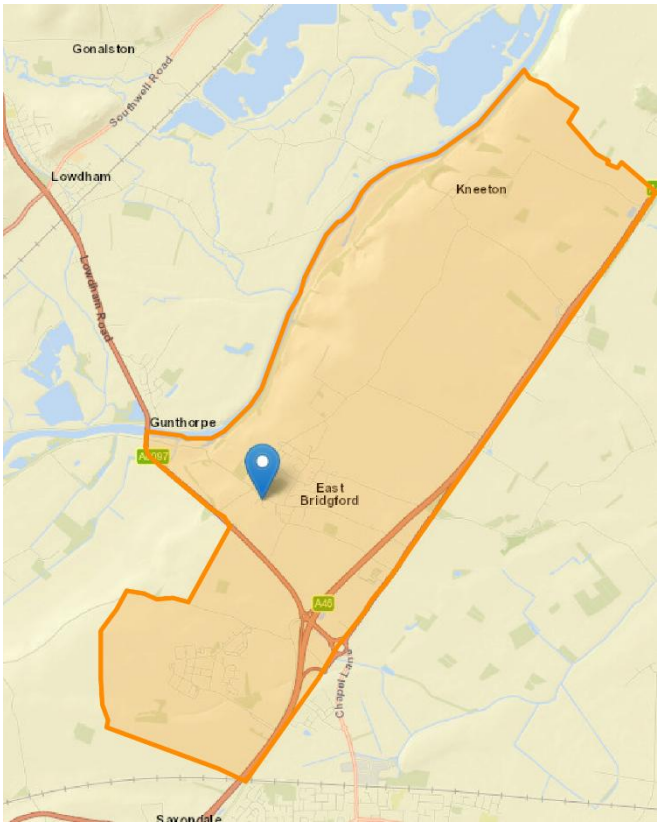 Gonalston
Southwell Road
Lowdham
Kneeton
Lowdham Road
Gunthorpe
A6097
East
Bridgford
A46
Chapel Lane
Saxondale